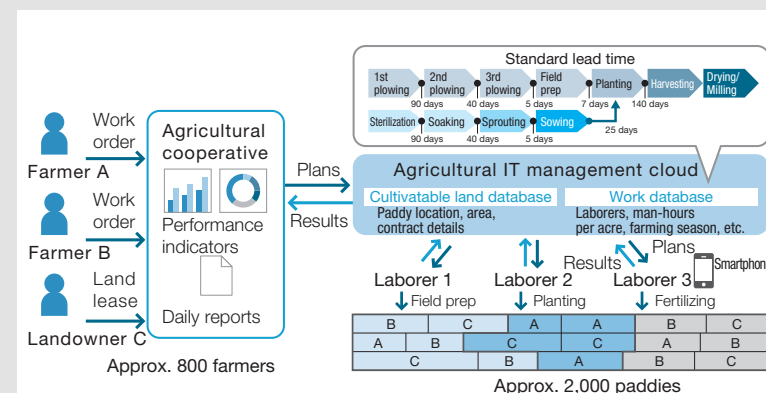 Standard lead time
1st plowing
2nd plowing
3rd plowing
Field prep
Planting
Harvesting
Drying/ Milling
90 days
40 days
5 days
7 days
140 days
Sterilization
Soaking
Sprouting
Sowing
90 days
40 days
5 days
25 days
Work order
Farmer A
Work order
Farmer B
Land lease
Landowner C
Agricultural cooperative
Performance indicators
Daily reports
Approx. 800 farmers
Plans
Results
Agricultural IT management cloud
Cultivatable land database
Paddy location, area,
contract details
Work database
Laborers, man-hours
per acre, farming season, etc.
Results
Plans
Smartphon
Laborer 1
Laborer 2
Laborer 3
Field prep
Planting
Fertilizing
B C A A B C
A B C C A B
C B A B C
Approx. 2,000 paddies